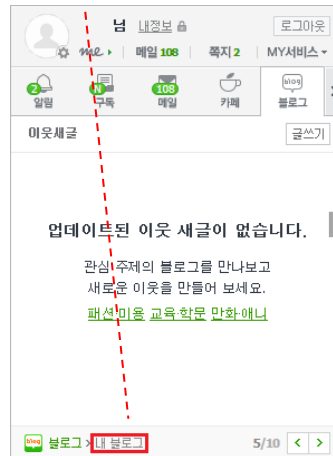 님 내정보 로그아웃
me 메일 108 쪽지 2 MY서비스
2 N 108 blog
알림 구독 메일 카페 블로그
이웃새글 글쓰기
업데이트된 이웃 새글이 없습니다.
관심 주제의 블로그를 만나보고
새로운 이웃을 만들어 보세요.
패션·미용 교육·학문 만화·애니
blog 블로그 > 내 블로그 5/10 < >